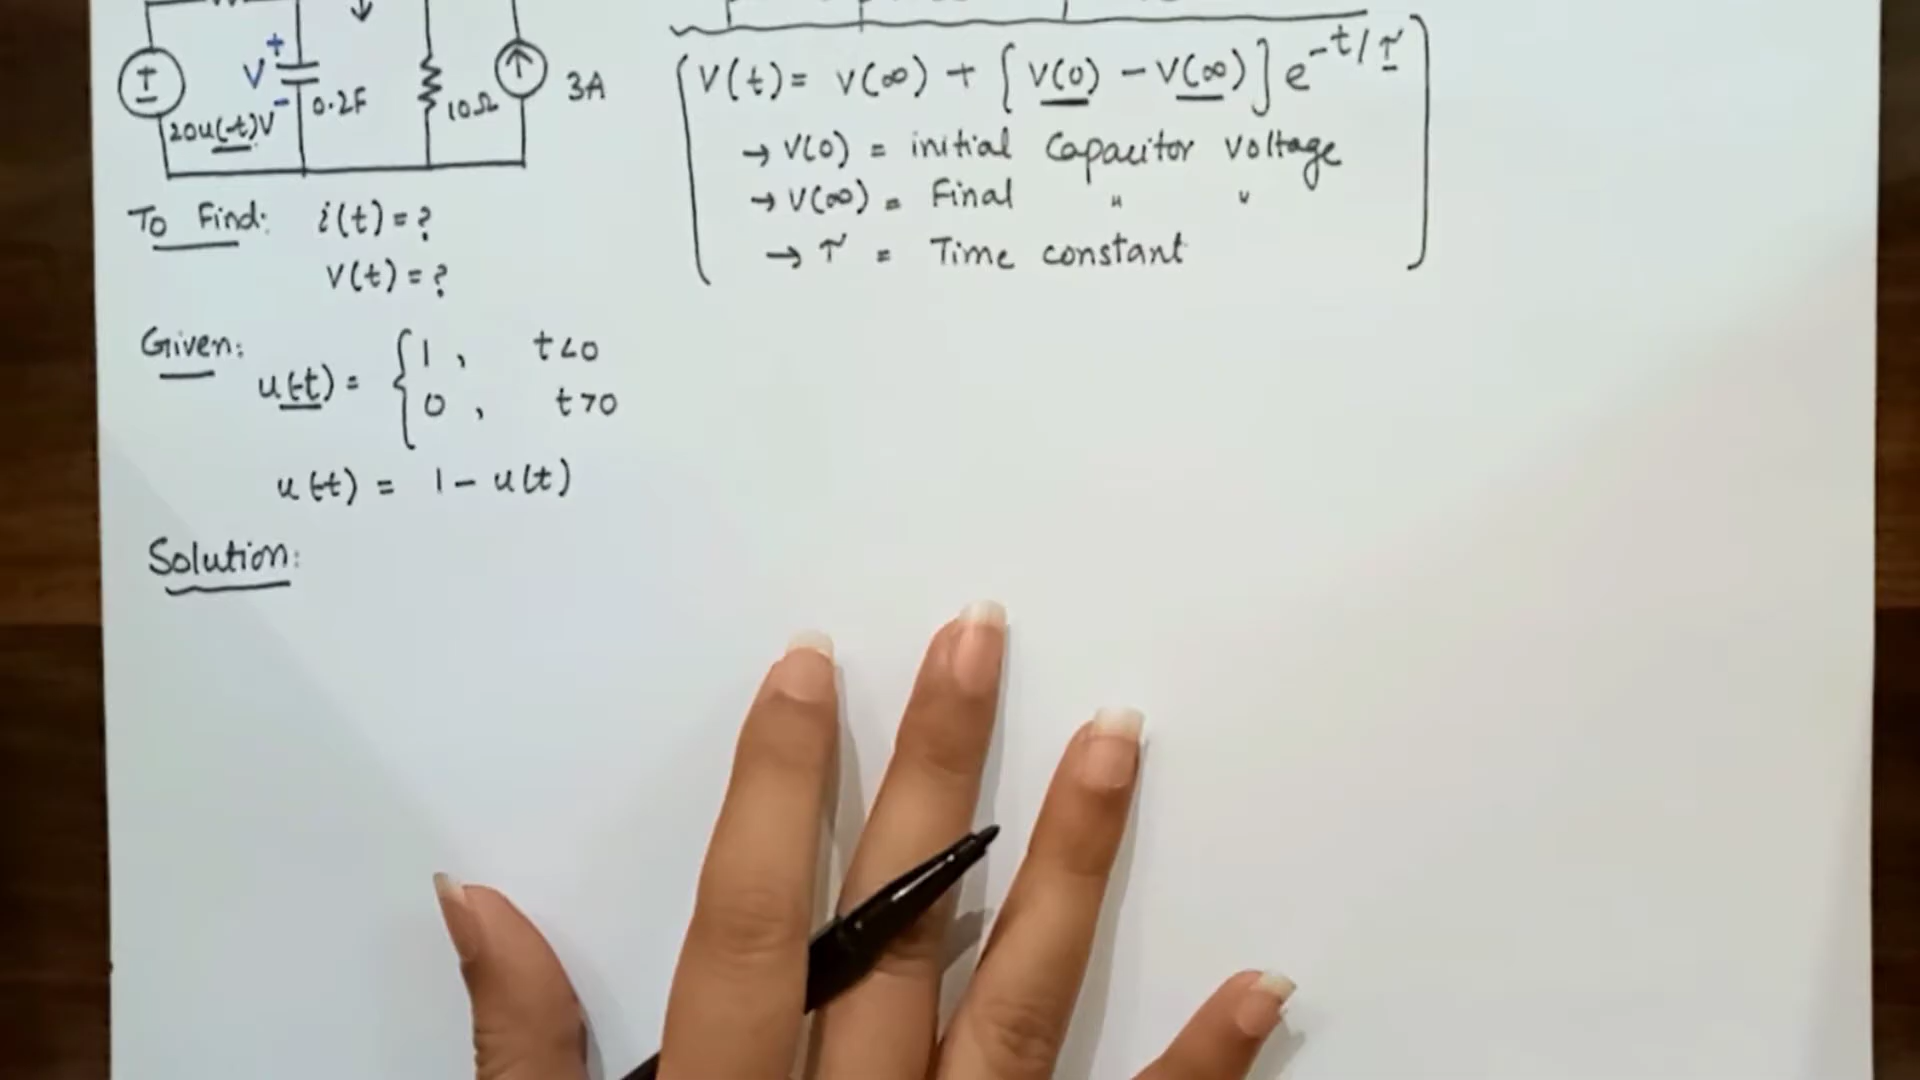 V(t) = V(∞) + [V(0) - V(∞)] e^-t/τ
→ V(0) = initial Capacitor Voltage
→ V(∞) = Final " "
→ τ = Time constant
+
V
-
0.2F
20u(-t)V
10Ω
3A
To Find: i(t) = ?
V(t) = ?
Given:
u(-t) = { 1 , t<0
0 , t>0
u(-t) = 1 - u(t)
Solution: